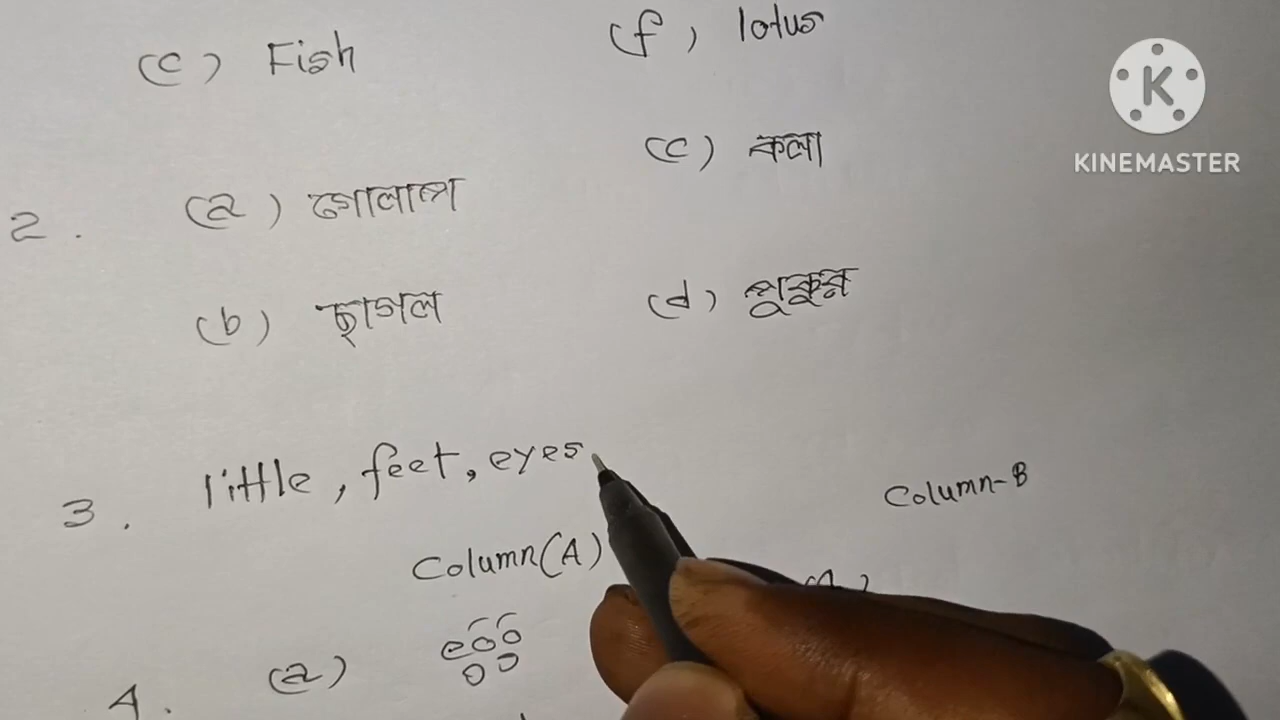 (e) Fish (f) lotus
(c) কলা
2. (a) গোলাপ
(b) ছাগল (d) পুকুর
3. little, feet, eyes
Column(A) Column-B
4. (a)
K
KINEMASTER